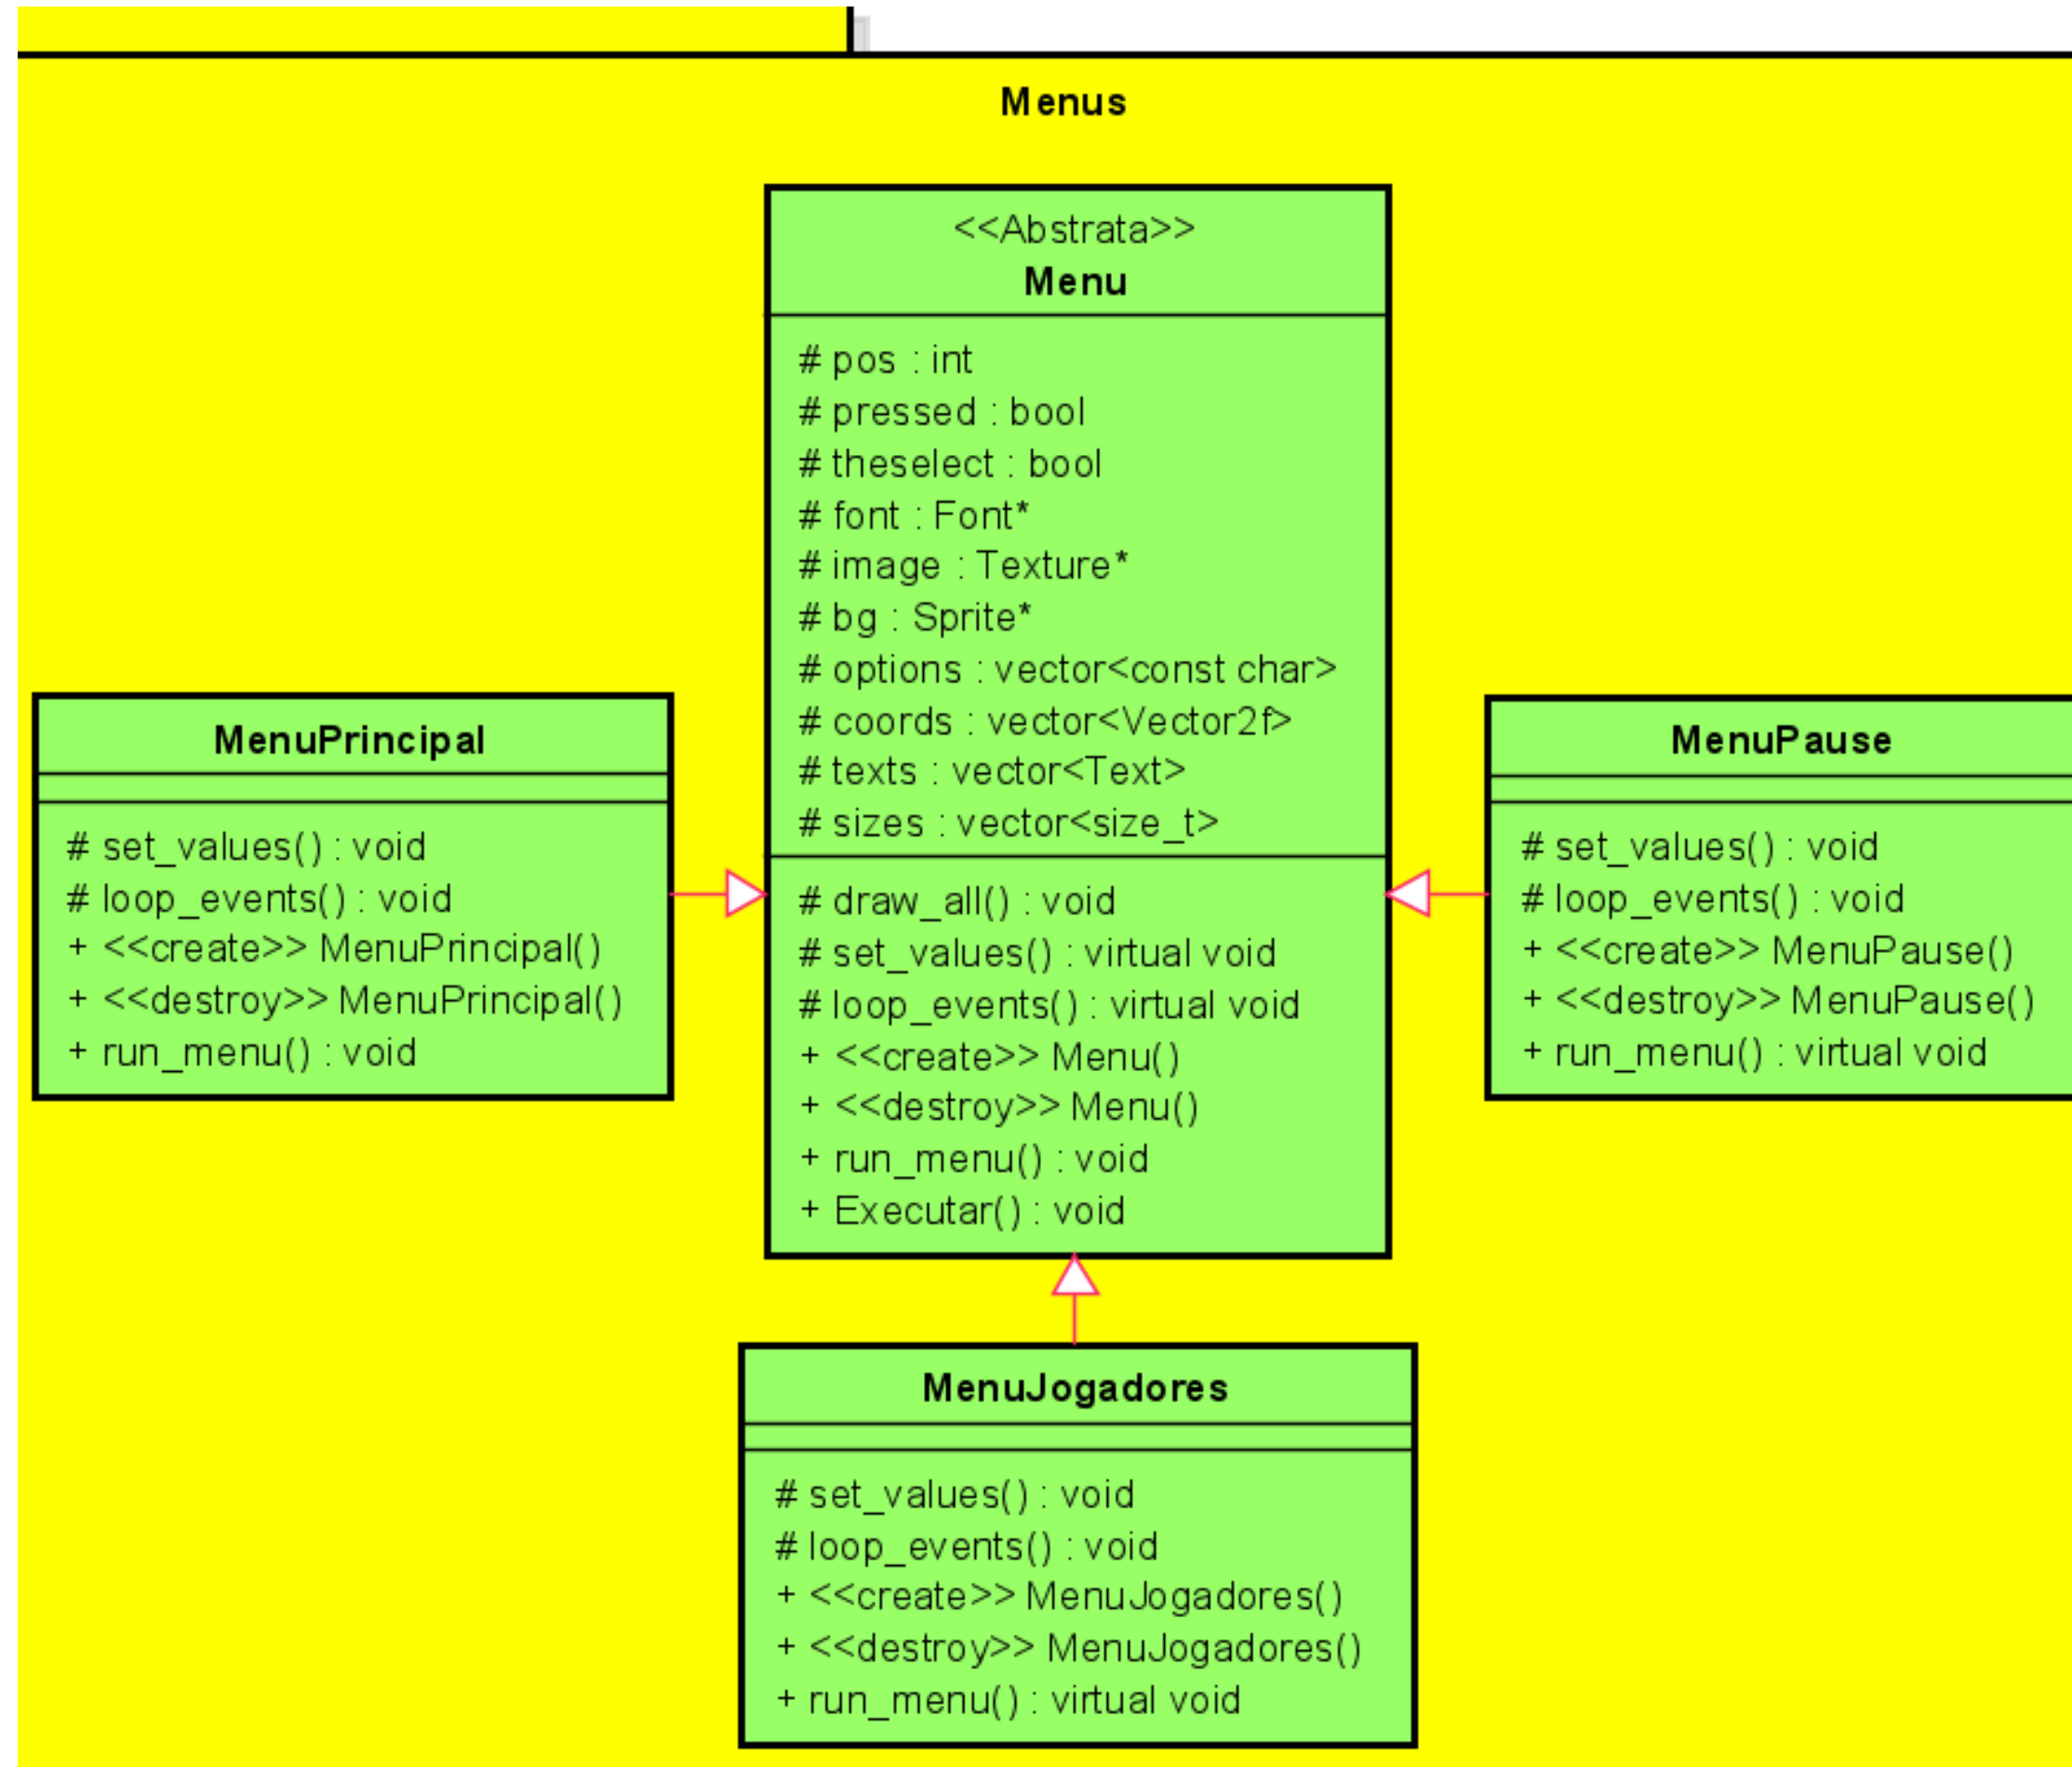 Menus
<<Abstrata>>
Menu
# pos : int
# pressed : bool
# theselect : bool
# font : Font*
# image : Texture*
# bg : Sprite*
# options : vector<const char>
# coords : vector<Vector2f>
# texts : vector<Text>
# sizes : vector<size_t>
# draw_all() : void
# set_values() : virtual void
# loop_events() : virtual void
+ <<create>> Menu()
+ <<destroy>> Menu()
+ run_menu() : void
+ Executar() : void
MenuPrincipal
# set_values() : void
# loop_events() : void
+ <<create>> MenuPrincipal()
+ <<destroy>> MenuPrincipal()
+ run_menu() : void
MenuPause
# set_values() : void
# loop_events() : void
+ <<create>> MenuPause()
+ <<destroy>> MenuPause()
+ run_menu() : virtual void
MenuJogadores
# set_values() : void
# loop_events() : void
+ <<create>> MenuJogadores()
+ <<destroy>> MenuJogadores()
+ run_menu() : virtual void